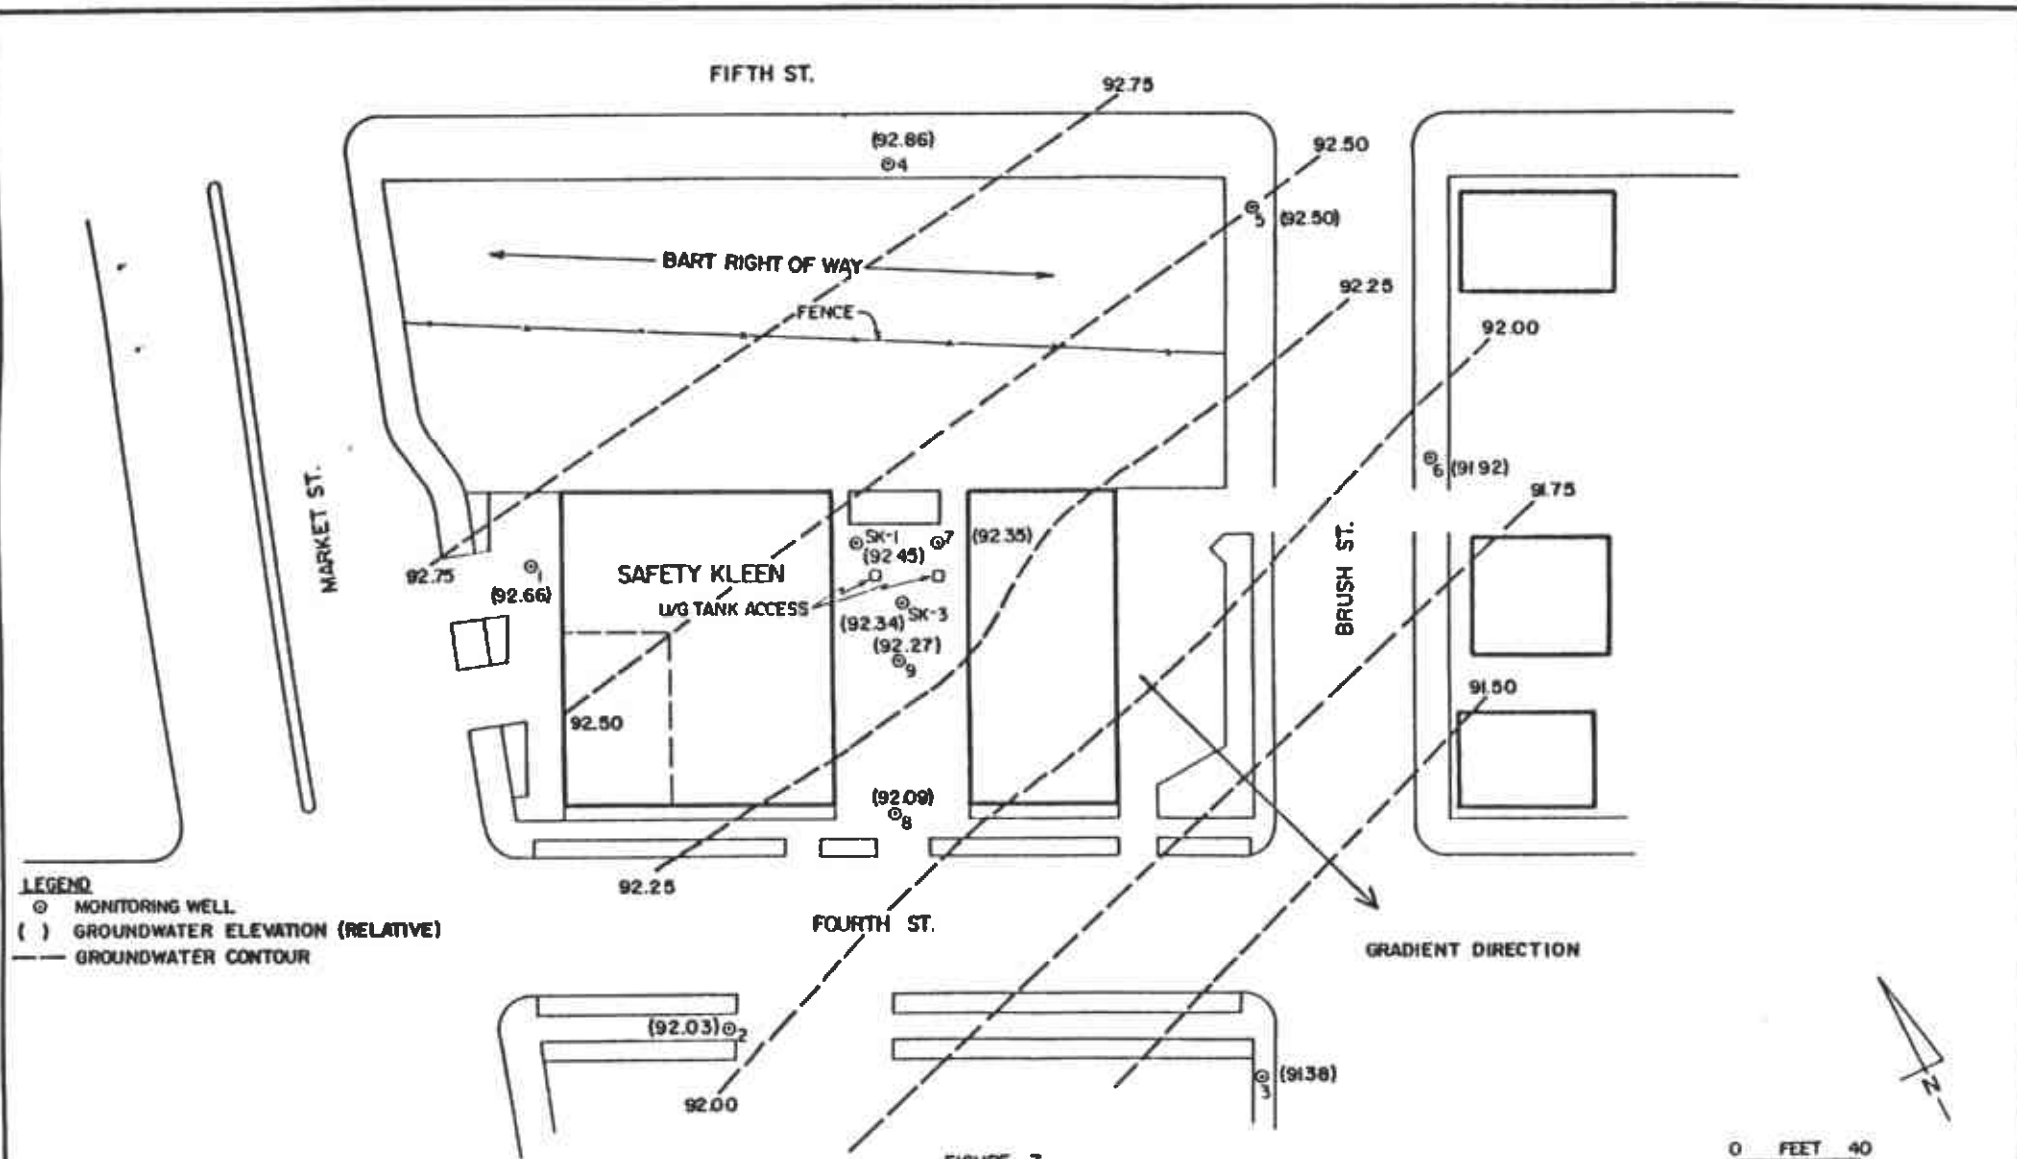 FIFTH ST.
92.75
(92.86)
4
92.50
5 (92.50)
BART RIGHT OF WAY
92.25
FENCE
92.00
6 (91.92)
MARKET ST.
91.75
BRUSH ST.
SK-1
7
(92.35)
(92.45)
92.75
1
(92.66)
SAFETY KLEEN
U/G TANK ACCESS
(92.34) SK-3
(92.27)
9
91.50
92.50
(92.09)
8
92.25
LEGEND
MONITORING WELL
( ) GROUNDWATER ELEVATION (RELATIVE)
GROUNDWATER CONTOUR
FOURTH ST.
GRADIENT DIRECTION
(92.03) 2
(91.38)
3
92.00
N
0 FEET 40